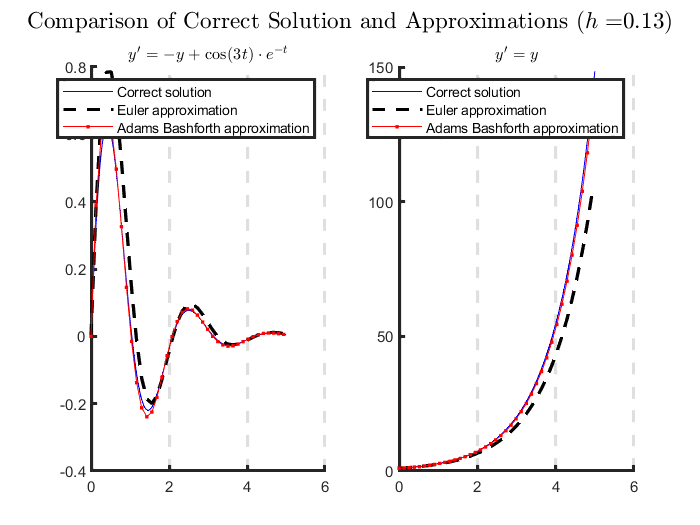 Comparison of Correct Solution and Approximations (h =0.13)
y′ = −y + cos(3t) · e^{-t}
y′ = y
0.8
Correct solution
Euler approximation
Adams Bashforth approximation
0.4
0.2
0
-0.2
-0.4
0 2 4 6
150
Correct solution
Euler approximation
Adams Bashforth approximation
100
50
0
0 2 4 6